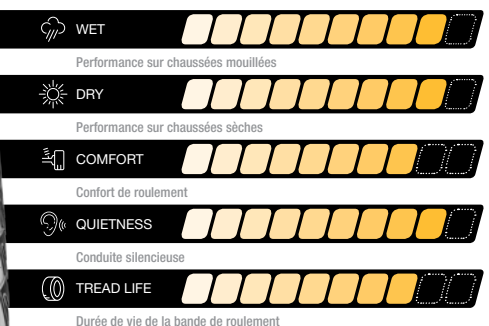 WET
Performance sur chaussées mouillées
DRY
Performance sur chaussées sèches
COMFORT
Confort de roulement
QUIETNESS
Conduite silencieuse
TREAD LIFE
Durée de vie de la bande de roulement